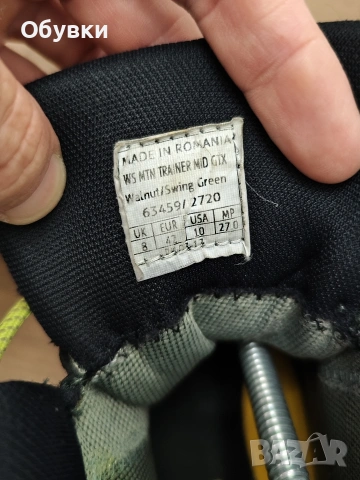 Обувки
MADE IN ROMANIA
WS MTN TRAINER MID GTX
Walnut/Swing Green
63459/2720
UK EUR USA MP
8 42 10 27.0
BAZAR